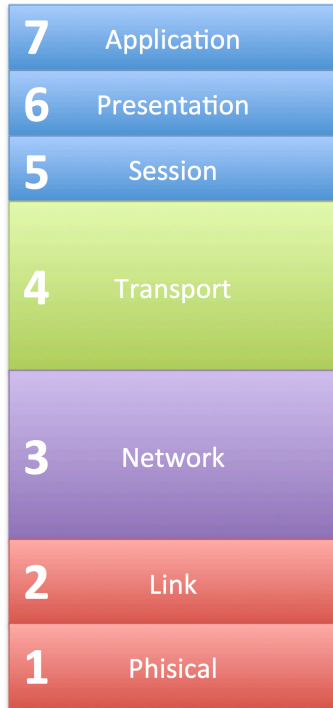 7 Application
6 Presentation
5 Session
4 Transport
3 Network
2 Link
1 Phisical